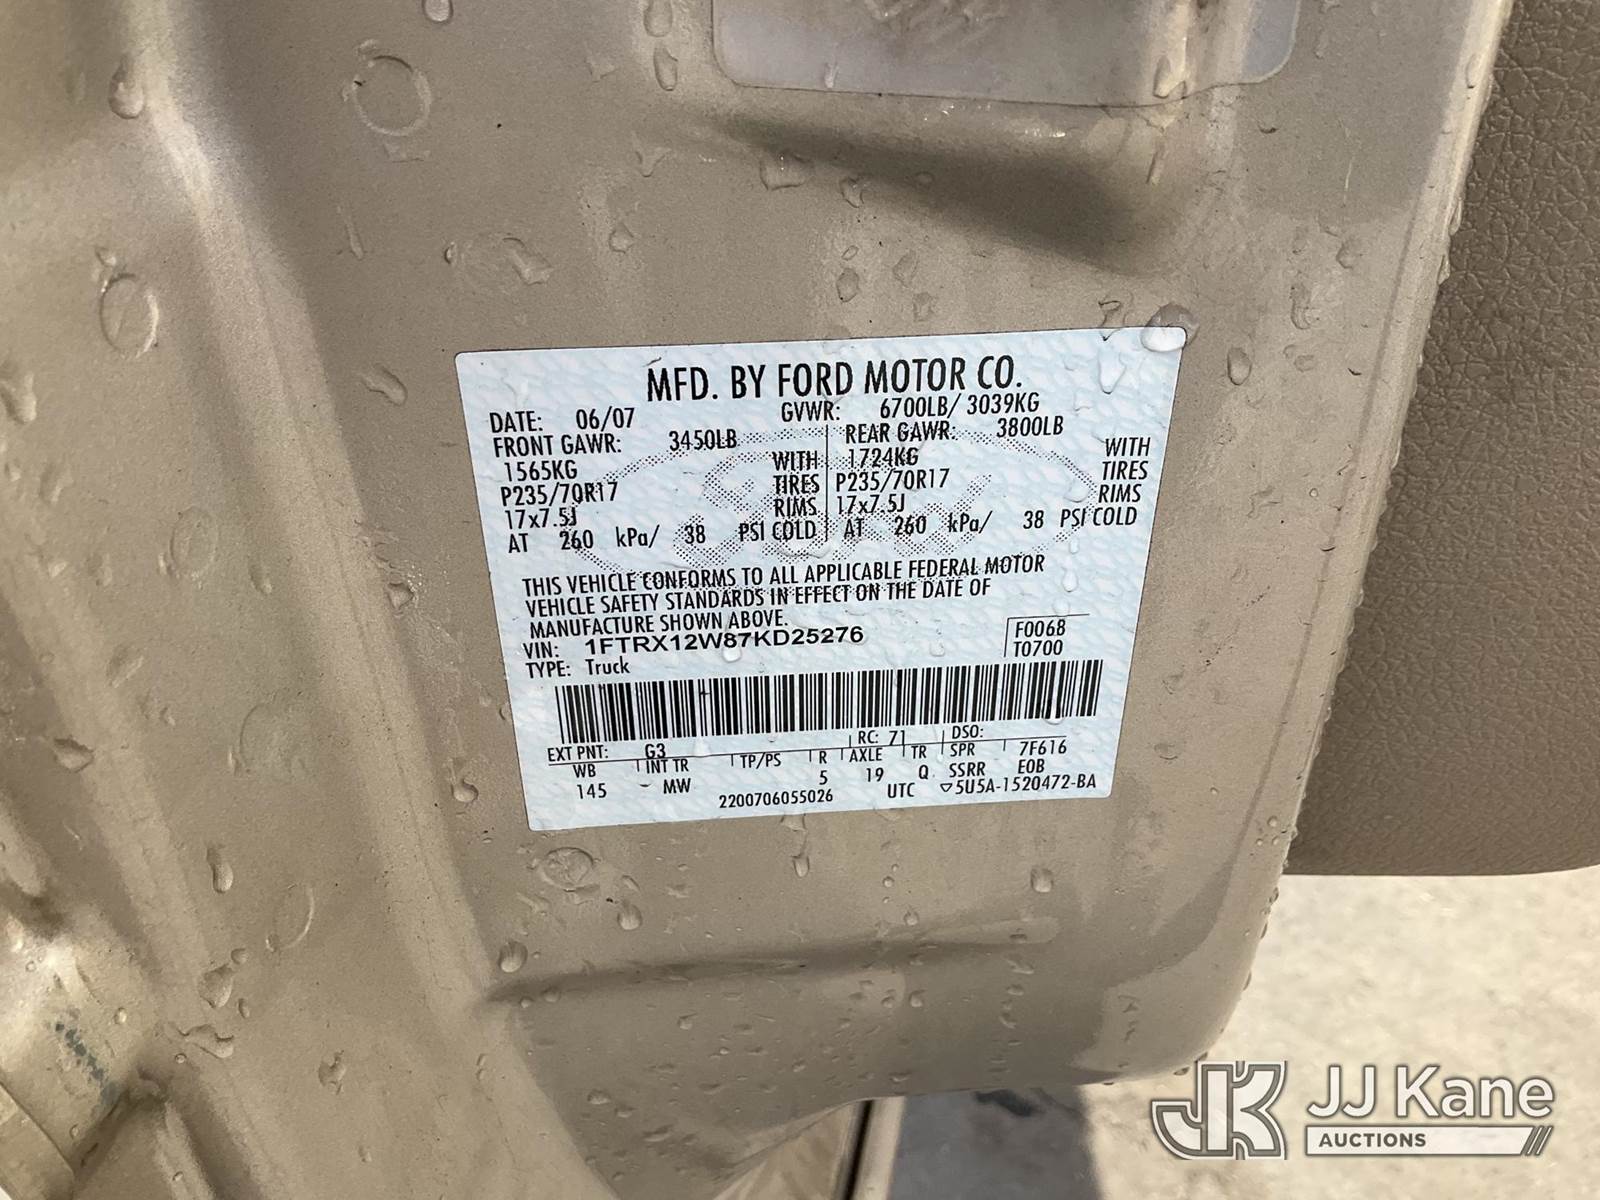 MFD. BY FORD MOTOR CO.
DATE: 06/07 GVWR: 6700LB/ 3039KG
FRONT GAWR: 3450LB REAR GAWR: 3800LB
1565KG WITH 1724KG WITH
P235/70R17 TIRES P235/70R17 TIRES
17x7.5J RIMS 17x7.5J RIMS
AT 260 kPa/ 38 PSI COLD AT 260 kPa/ 38 PSI COLD
THIS VEHICLE CONFORMS TO ALL APPLICABLE FEDERAL MOTOR
VEHICLE SAFETY STANDARDS IN EFFECT ON THE DATE OF
MANUFACTURE SHOWN ABOVE.
VIN: 1FTRX12W87KD25276 F0068
TYPE: Truck T0700
EXT PNT: G3 RC: 71 DSO:
WB INT TR TP/PS R AXLE TR SPR 7F616
145 MW 5 19 Q SSRR EOB
2200706055026 UTC ▽5U5A-1520472-BA
JK JJ Kane
AUCTIONS